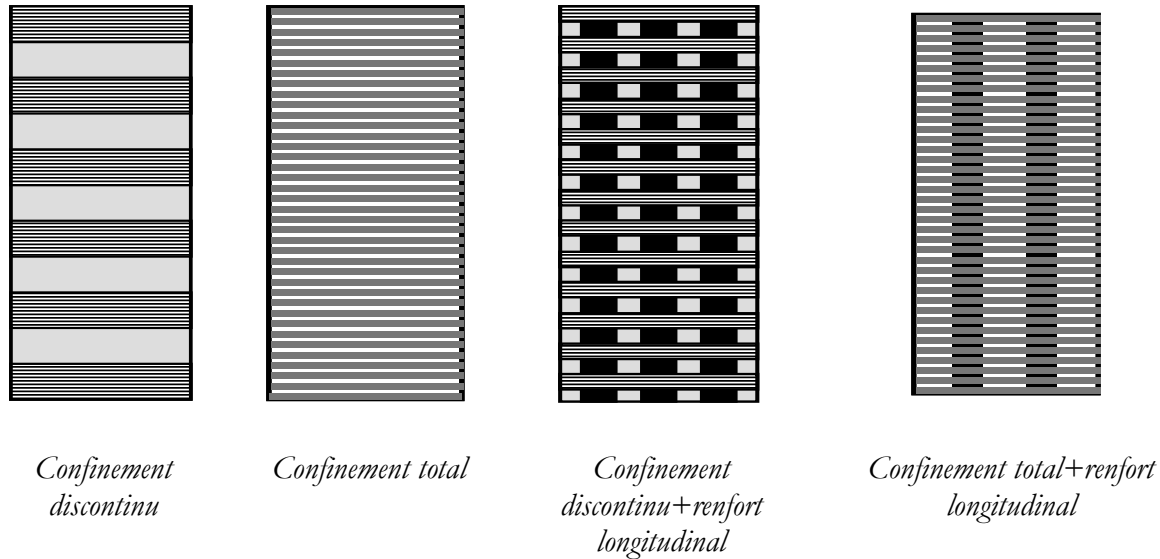 Confinement
discontinu
Confinement total
Confinement
discontinu+renfort
longitudinal
Confinement total+renfort
longitudinal